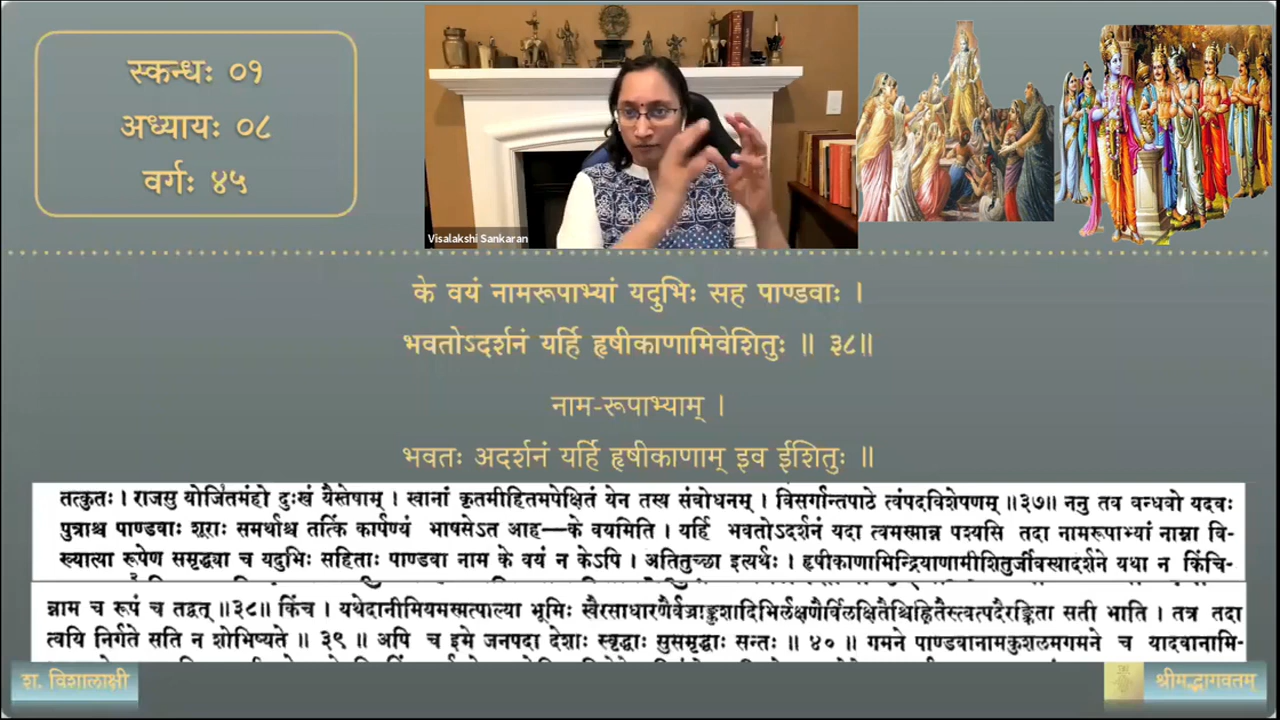 स्कन्धः ०१
अध्यायः ०८
वर्गः ४५
Visalakshi Sankaran
के वयं नामरूपाभ्यां यदुभिः सह पाण्डवाः ।
भवतोऽदर्शनं यर्हि हृषीकाणामिवेशितुः ॥ ३८॥
नाम-रूपाभ्याम् ।
भवतः अदर्शनं यर्हि हृषीकाणाम् इव ईशितुः ॥
तत्कुतः । राजसु योजितमंहो दुःखं यैस्तेषाम् । स्वानां कृतमीहितमपेक्षितं येन तस्य संबोधनम् । विसर्गान्तपाठे त्वंपदविशेषणम् ॥३७॥ ननु तव बन्धवो यदवः
पुत्राश्च पाण्डवाः शूराः समर्थाश्च तत्किं कार्पण्यं भाषसेऽत आह—के वयमिति । यर्हि भवतोऽदर्शनं यदा त्वमस्मान्न पश्यसि तदा नामरूपाभ्यां नाम्ना वि-
ख्यात्या रूपेण समृद्ध्या च यदुभिः सहिताः पाण्डवा नाम के वयं न केऽपि । अतितुच्छा इत्यर्थः । हृषीकाणामिन्द्रियाणामीशितुर्जीवस्यादर्शने यथा न किंचि-
न्नाम च रूपं च तद्वत् ॥३८॥ किंच । यथेदानीमियमस्मत्पाल्या भूमिः स्वैरसाधारणैर्वज्राङ्कुशादिभिर्लक्षणैर्विलक्षितैश्चिह्नितैस्त्वत्पदैरङ्किता सती भाति । तत्र तदा
त्वयि निर्गते सति न शोभिष्यते ॥ ३९ ॥ अपि च इमे जनपदा देशाः स्वृद्धाः सुसमृद्धाः सन्तः ॥ ४० ॥ गमने पाण्डवानामकुशलमगमने च यादवानामि-
श. विशालाक्षी
श्रीमद्भागवतम्